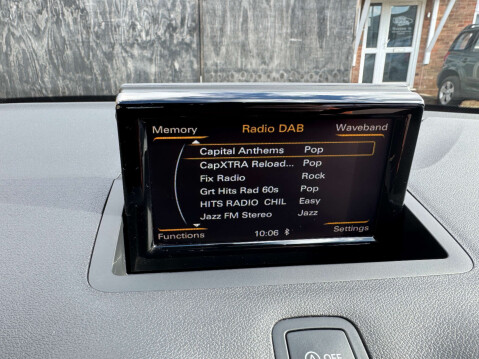 Memory Radio DAB Waveband
Capital Anthems Pop
CapXTRA Reload... Pop
Fix Radio Rock
Grt Hits Rad 60s Pop
HITS RADIO CHIL Easy
Jazz FM Stereo Jazz
Functions 10:06 Settings
OFF